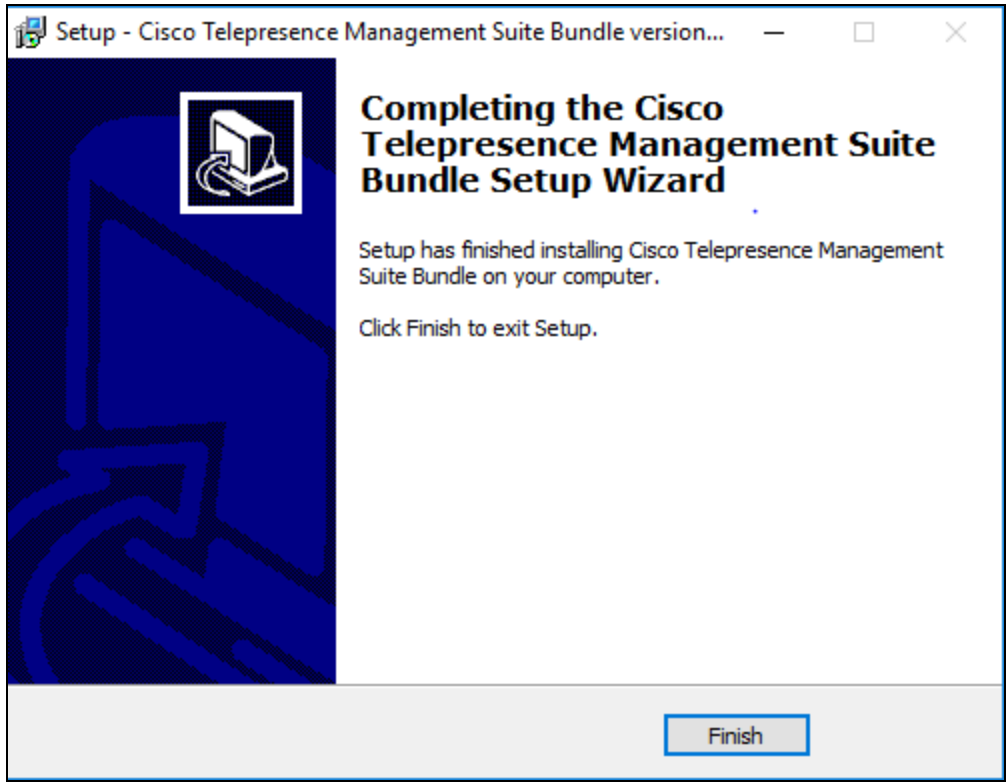 Setup - Cisco Telepresence Management Suite Bundle version...
Completing the Cisco
Telepresence Management Suite
Bundle Setup Wizard
Setup has finished installing Cisco Telepresence Management
Suite Bundle on your computer.
Click Finish to exit Setup.
Finish